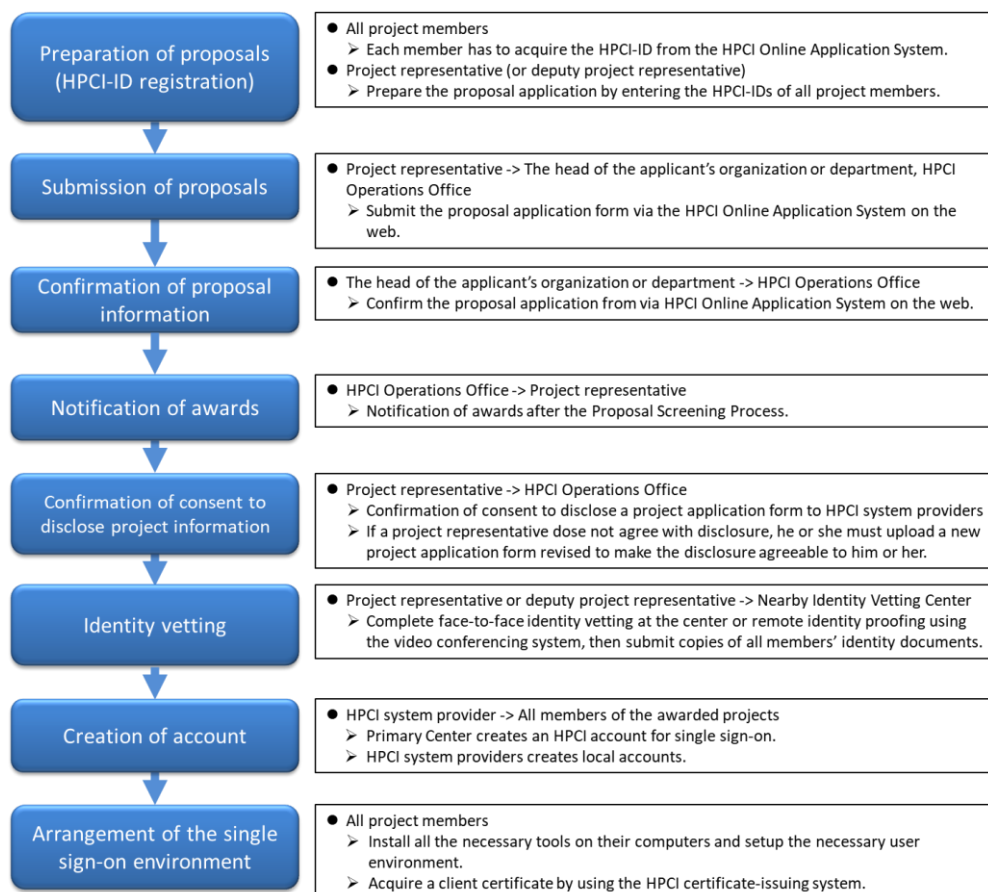 Preparation of proposals
(HPCI-ID registration)
● All project members
➢ Each member has to acquire the HPCI-ID from the HPCI Online Application System.
● Project representative (or deputy project representative)
➢ Prepare the proposal application by entering the HPCI-IDs of all project members.
Submission of proposals
● Project representative -> The head of the applicant's organization or department, HPCI
Operations Office
➢ Submit the proposal application form via the HPCI Online Application System on the
web.
Confirmation of proposal
information
● The head of the applicant's organization or department -> HPCI Operations Office
➢ Confirm the proposal application from via HPCI Online Application System on the web.
Notification of awards
● HPCI Operations Office -> Project representative
➢ Notification of awards after the Proposal Screening Process.
Confirmation of consent to
disclose project information
● Project representative -> HPCI Operations Office
➢ Confirmation of consent to disclose a project application form to HPCI system providers
➢ If a project representative dose not agree with disclosure, he or she must upload a new
project application form revised to make the disclosure agreeable to him or her.
Identity vetting
● Project representative or deputy project representative -> Nearby Identity Vetting Center
➢ Complete face-to-face identity vetting at the center or remote identity proofing using
the video conferencing system, then submit copies of all members' identity documents.
Creation of account
● HPCI system provider -> All members of the awarded projects
➢ Primary Center creates an HPCI account for single sign-on.
➢ HPCI system providers creates local accounts.
Arrangement of the single
sign-on environment
● All project members
➢ Install all the necessary tools on their computers and setup the necessary user
environment.
➢ Acquire a client certificate by using the HPCI certificate-issuing system.